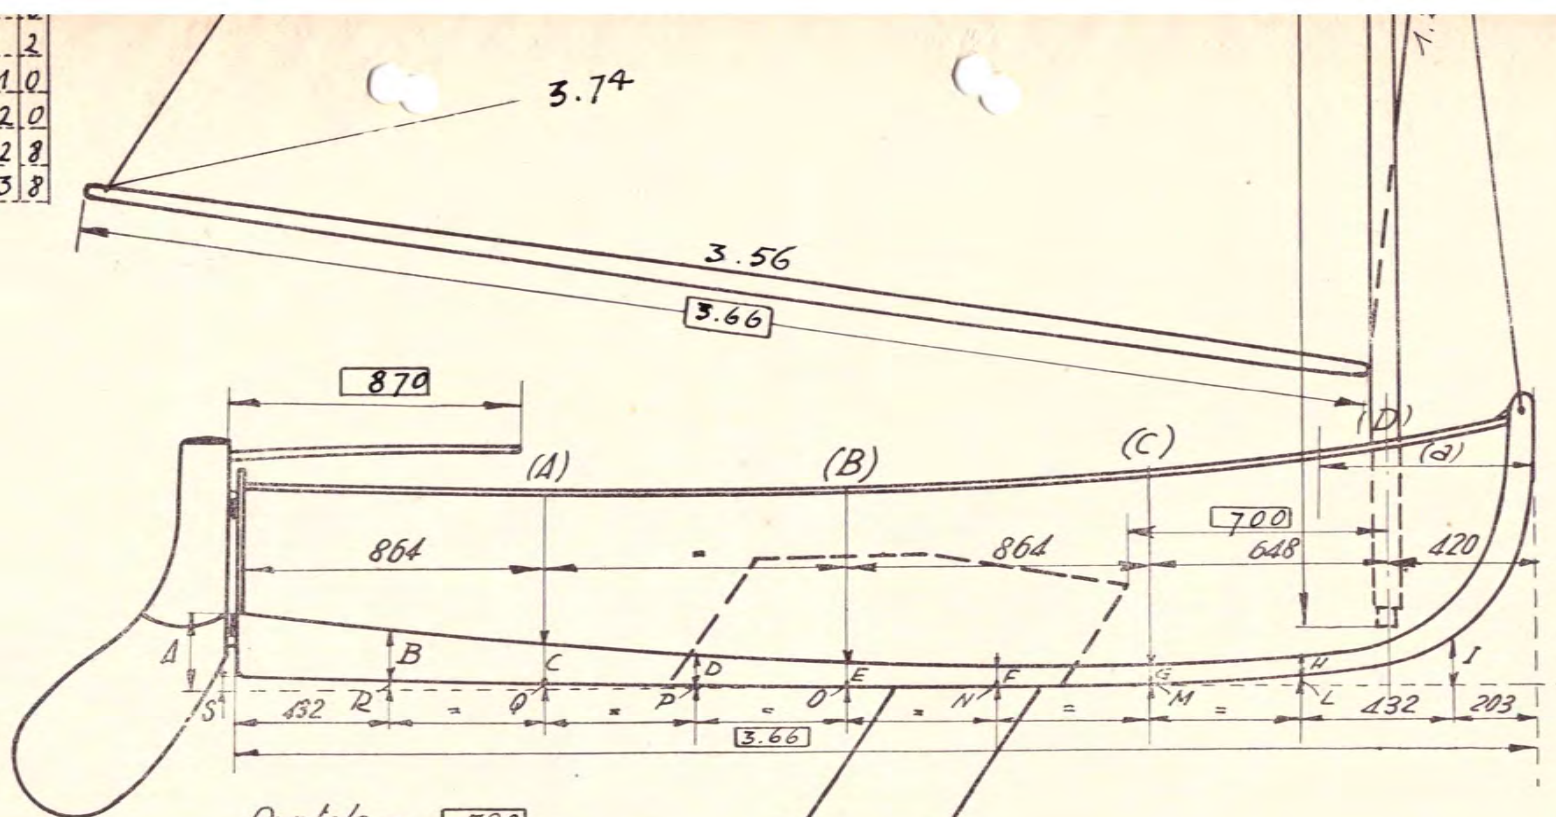 2
10
20
28
38
3.74
3.56
3.66
870
(A)
(B)
(C)
(D)
(a)
700
864
=
864
648
420
A
B
C
D
E
F
G
H
I
S
R
Q
P
O
N
M
L
432
=
=
=
=
=
=
432
203
3.66